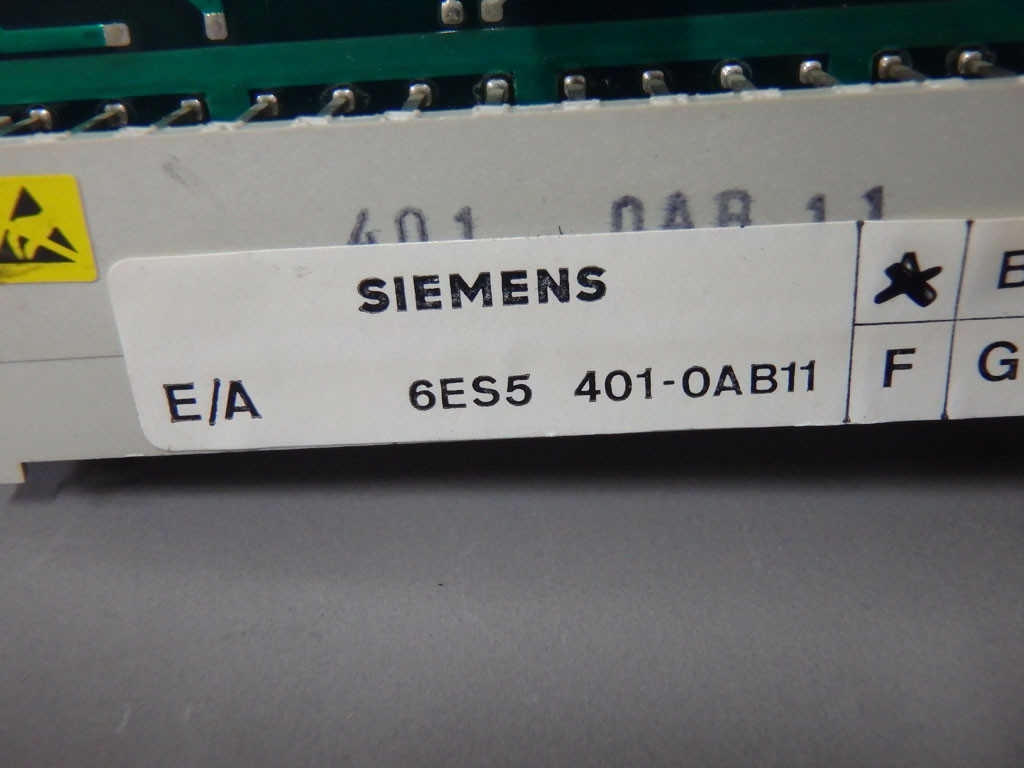 401 0AB 11
SIEMENS
E/A 6ES5 401-0AB11
A B
F G